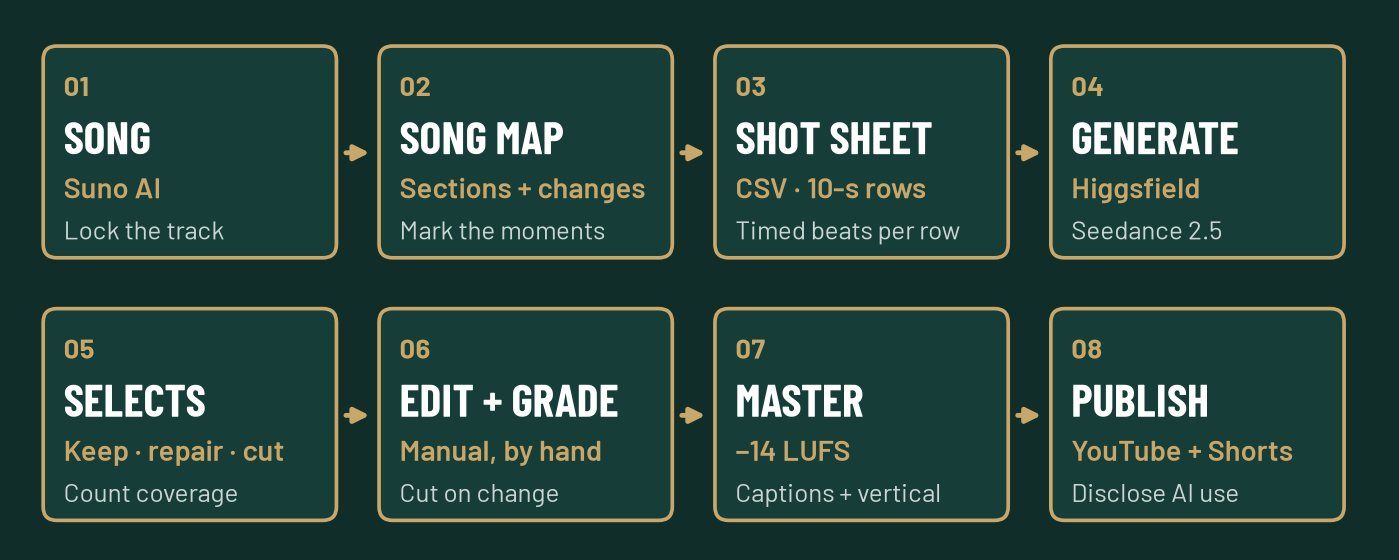 01
SONG
Suno AI
Lock the track
02
SONG MAP
Sections + changes
Mark the moments
03
SHOT SHEET
CSV · 10-s rows
Timed beats per row
04
GENERATE
Higgsfield
Seedance 2.5
05
SELECTS
Keep · repair · cut
Count coverage
06
EDIT + GRADE
Manual, by hand
Cut on change
07
MASTER
−14 LUFS
Captions + vertical
08
PUBLISH
YouTube + Shorts
Disclose AI use